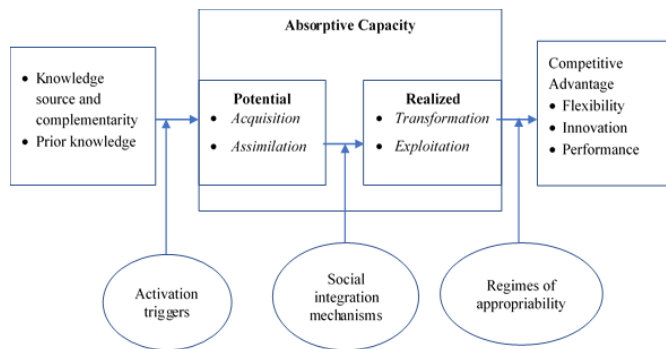 Absorptive Capacity
• Knowledge
source and
complementarity
• Prior knowledge
Potential
• Acquisition
• Assimilation
Realized
• Transformation
• Exploitation
Competitive
Advantage
• Flexibility
• Innovation
• Performance
Activation
triggers
Social
integration
mechanisms
Regimes of
appropriability